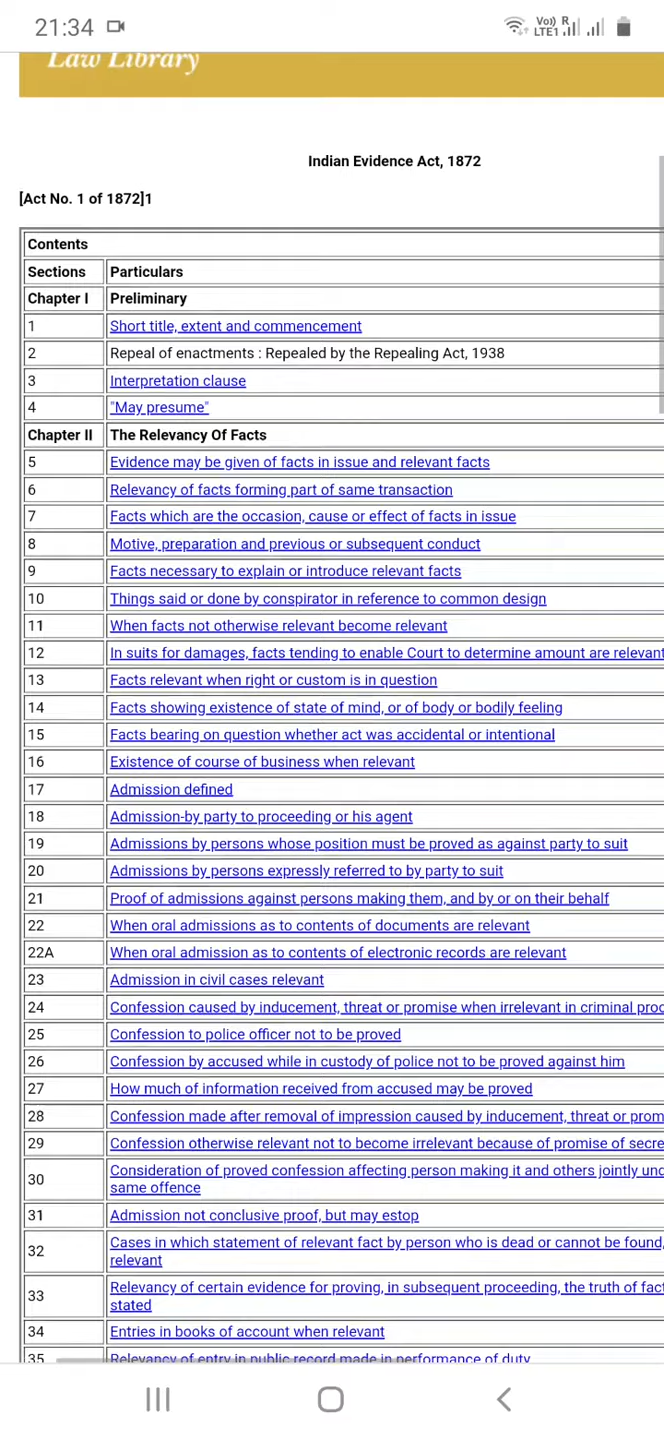 21:34
Vo)) R
LTE1
Law Library
Indian Evidence Act, 1872
[Act No. 1 of 1872]1
Contents
Sections Particulars
Chapter I Preliminary
1 Short title, extent and commencement
2 Repeal of enactments : Repealed by the Repealing Act, 1938
3 Interpretation clause
4 "May presume"
Chapter II The Relevancy Of Facts
5 Evidence may be given of facts in issue and relevant facts
6 Relevancy of facts forming part of same transaction
7 Facts which are the occasion, cause or effect of facts in issue
8 Motive, preparation and previous or subsequent conduct
9 Facts necessary to explain or introduce relevant facts
10 Things said or done by conspirator in reference to common design
11 When facts not otherwise relevant become relevant
12 In suits for damages, facts tending to enable Court to determine amount are relevant
13 Facts relevant when right or custom is in question
14 Facts showing existence of state of mind, or of body or bodily feeling
15 Facts bearing on question whether act was accidental or intentional
16 Existence of course of business when relevant
17 Admission defined
18 Admission-by party to proceeding or his agent
19 Admissions by persons whose position must be proved as against party to suit
20 Admissions by persons expressly referred to by party to suit
21 Proof of admissions against persons making them, and by or on their behalf
22 When oral admissions as to contents of documents are relevant
22A When oral admission as to contents of electronic records are relevant
23 Admission in civil cases relevant
24 Confession caused by inducement, threat or promise when irrelevant in criminal proc
25 Confession to police officer not to be proved
26 Confession by accused while in custody of police not to be proved against him
27 How much of information received from accused may be proved
28 Confession made after removal of impression caused by inducement, threat or prom
29 Confession otherwise relevant not to become irrelevant because of promise of secre
30 Consideration of proved confession affecting person making it and others jointly und
same offence
31 Admission not conclusive proof, but may estop
32 Cases in which statement of relevant fact by person who is dead or cannot be found,
relevant
33 Relevancy of certain evidence for proving, in subsequent proceeding, the truth of fact
stated
34 Entries in books of account when relevant
35 Relevancy of entry in public record made in performance of duty